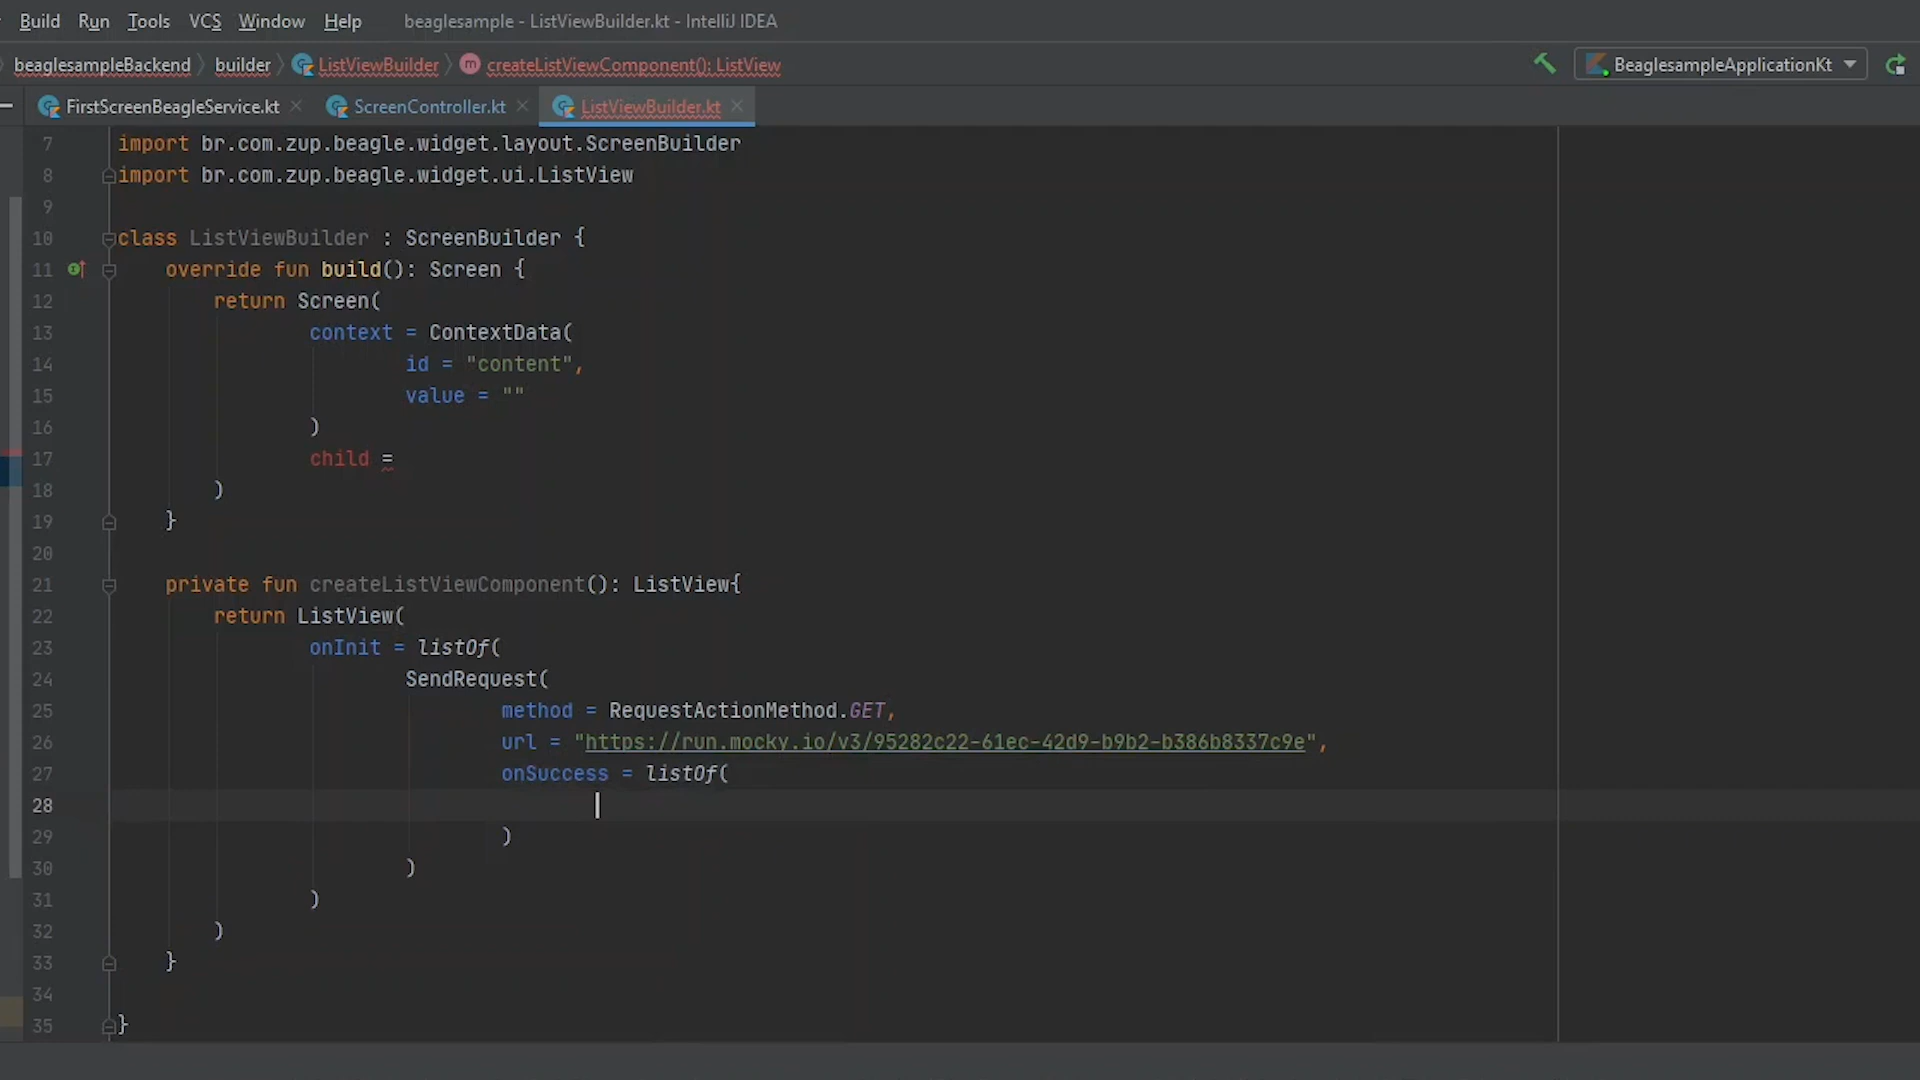 Build Run Tools VCS Window Help beaglesample - ListViewBuilder.kt - IntelliJ IDEA
beaglesampleBackend builder ListViewBuilder m createListViewComponent(): ListView BeaglesampleApplicationKt
FirstScreenBeagleService.kt ScreenController.kt ListViewBuilder.kt
7 import br.com.zup.beagle.widget.layout.ScreenBuilder
8 import br.com.zup.beagle.widget.ui.ListView
9
10 class ListViewBuilder : ScreenBuilder {
11 override fun build(): Screen {
12 return Screen(
13 context = ContextData(
14 id = "content",
15 value = ""
16 )
17 child =
18 )
19 }
20
21 private fun createListViewComponent(): ListView{
22 return ListView(
23 onInit = listOf(
24 SendRequest(
25 method = RequestActionMethod.GET,
26 url = "https://run.mocky.io/v3/95282c22-61ec-42d9-b9b2-b386b8337c9e",
27 onSuccess = listOf(
28
29 )
30 )
31 )
32 )
33 }
34
35 }